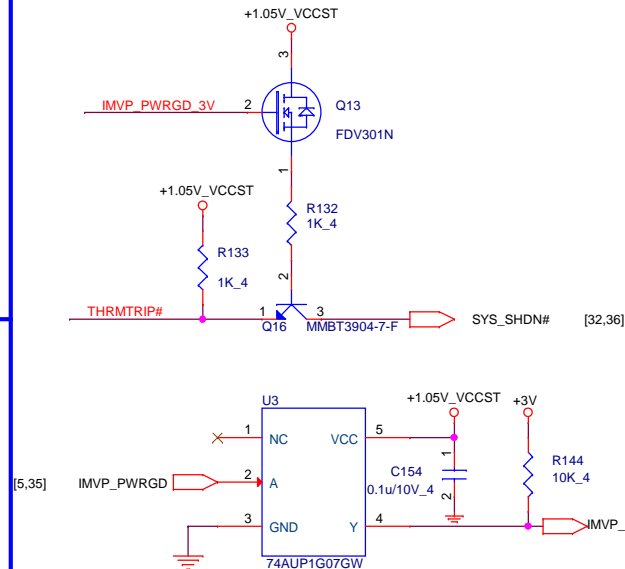 +1.05V_VCCST
3
IMVP_PWRGD_3V
2
Q13
FDV301N
1
+1.05V_VCCST
R132
1K_4
R133
1K_4
2
THRMTRIP#
1
3
Q16
MMBT3904-7-F
SYS_SHDN#
[32,36]
U3
+1.05V_VCCST
+3V
1
NC
VCC
5
1
R144
10K_4
C154
0.1u/10V_4
[5,35]
IMVP_PWRGD
2
A
2
3
GND
Y
4
IMVP_
74AUP1G07GW